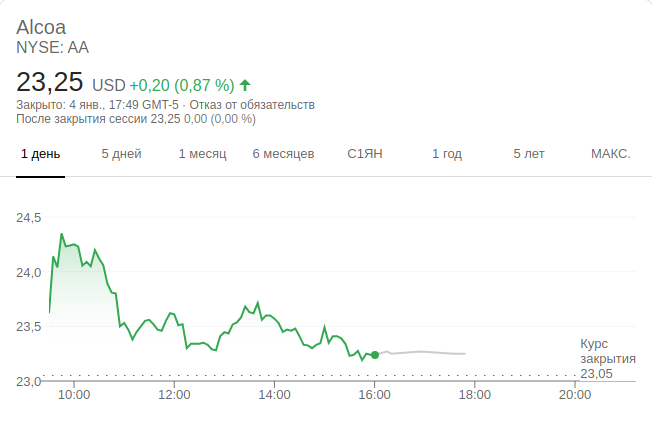 Alcoa
NYSE: AA
23,25 USD +0,20 (0,87 %)
Закрыто: 4 янв., 17:49 GMT-5 · Отказ от обязательств
После закрытия сессии 23,25 0,00 (0,00 %)
1 день 5 дней 1 месяц 6 месяцев С1ЯН 1 год 5 лет МАКС.
24,5
24,0
23,5
23,0
Курс
закрытия
23,05
10:00 12:00 14:00 16:00 18:00 20:00